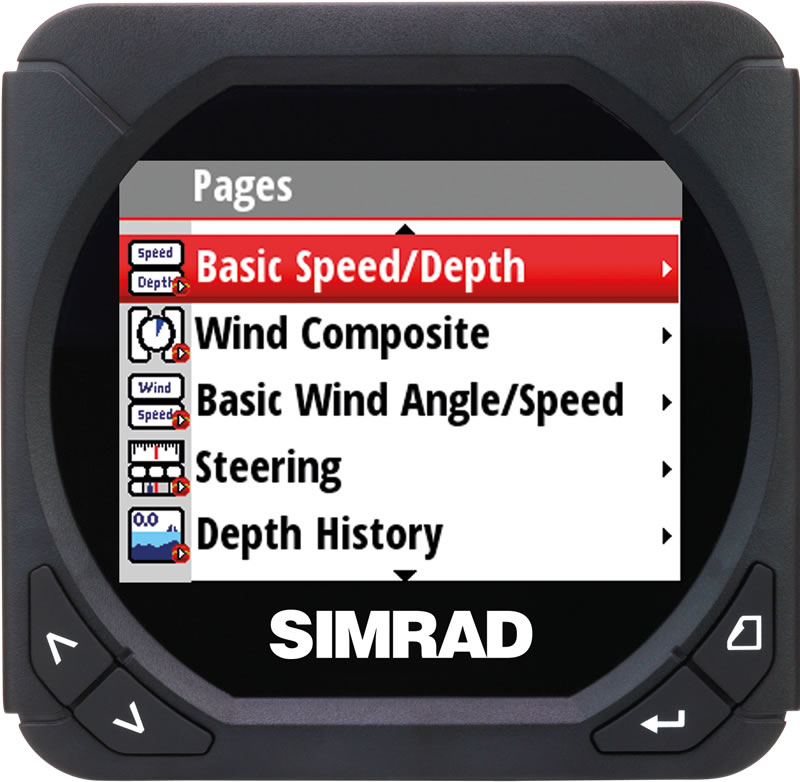 Pages
Speed
Depth
Basic Speed/Depth
Wind Composite
Wind
Speed
Basic Wind Angle/Speed
Steering
0.0
Depth History
SIMRAD